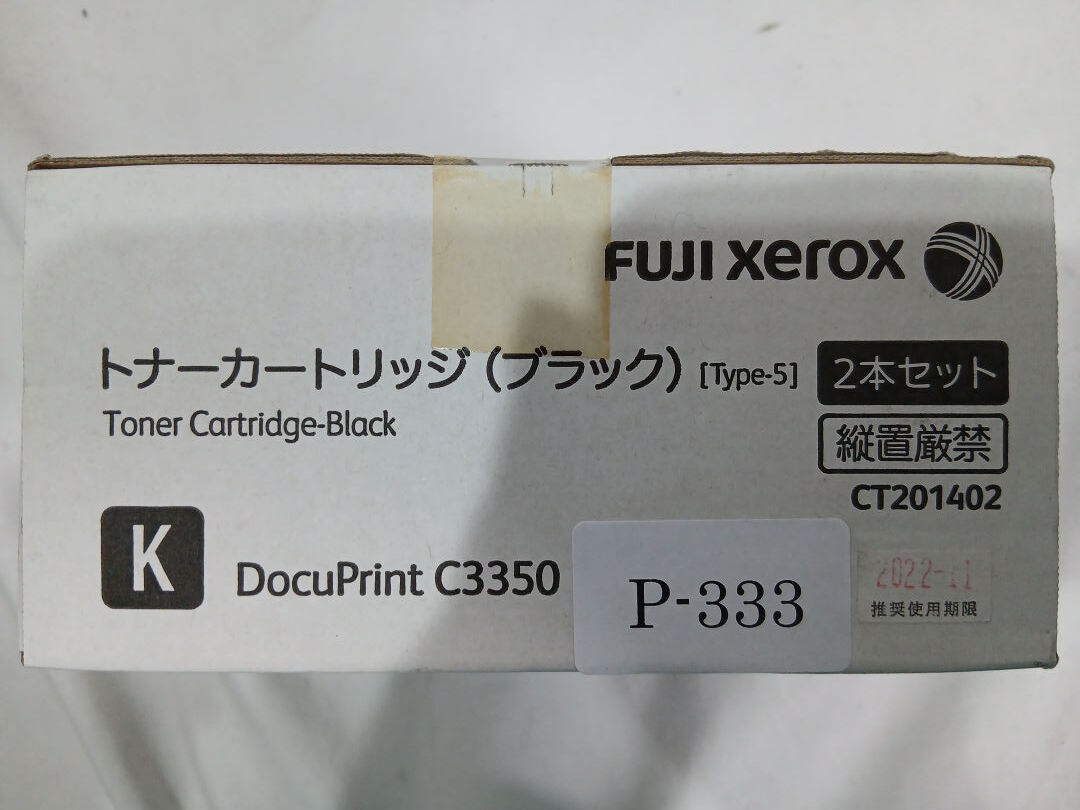 FUJI xerox
トナーカートリッジ（ブラック）[Type-5] 2本セット
Toner Cartridge-Black
縦置厳禁
CT201402
K DocuPrint C3350
P-333
2022-11
推奨使用期限